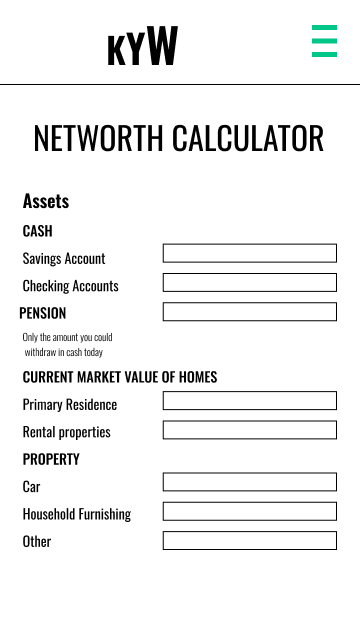 KYW
NETWORTH CALCULATOR
Assets
CASH
Savings Account
Checking Accounts
PENSION
Only the amount you could
withdraw in cash today
CURRENT MARKET VALUE OF HOMES
Primary Residence
Rental properties
PROPERTY
Car
Household Furnishing
Other